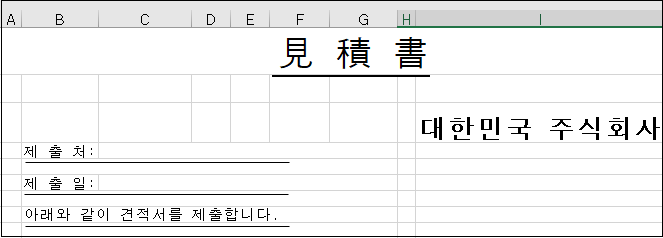 A B C D E F G H I
見 積 書
대한민국 주식회사
제 출 처:
제 출 일:
아래와 같이 견적서를 제출합니다.